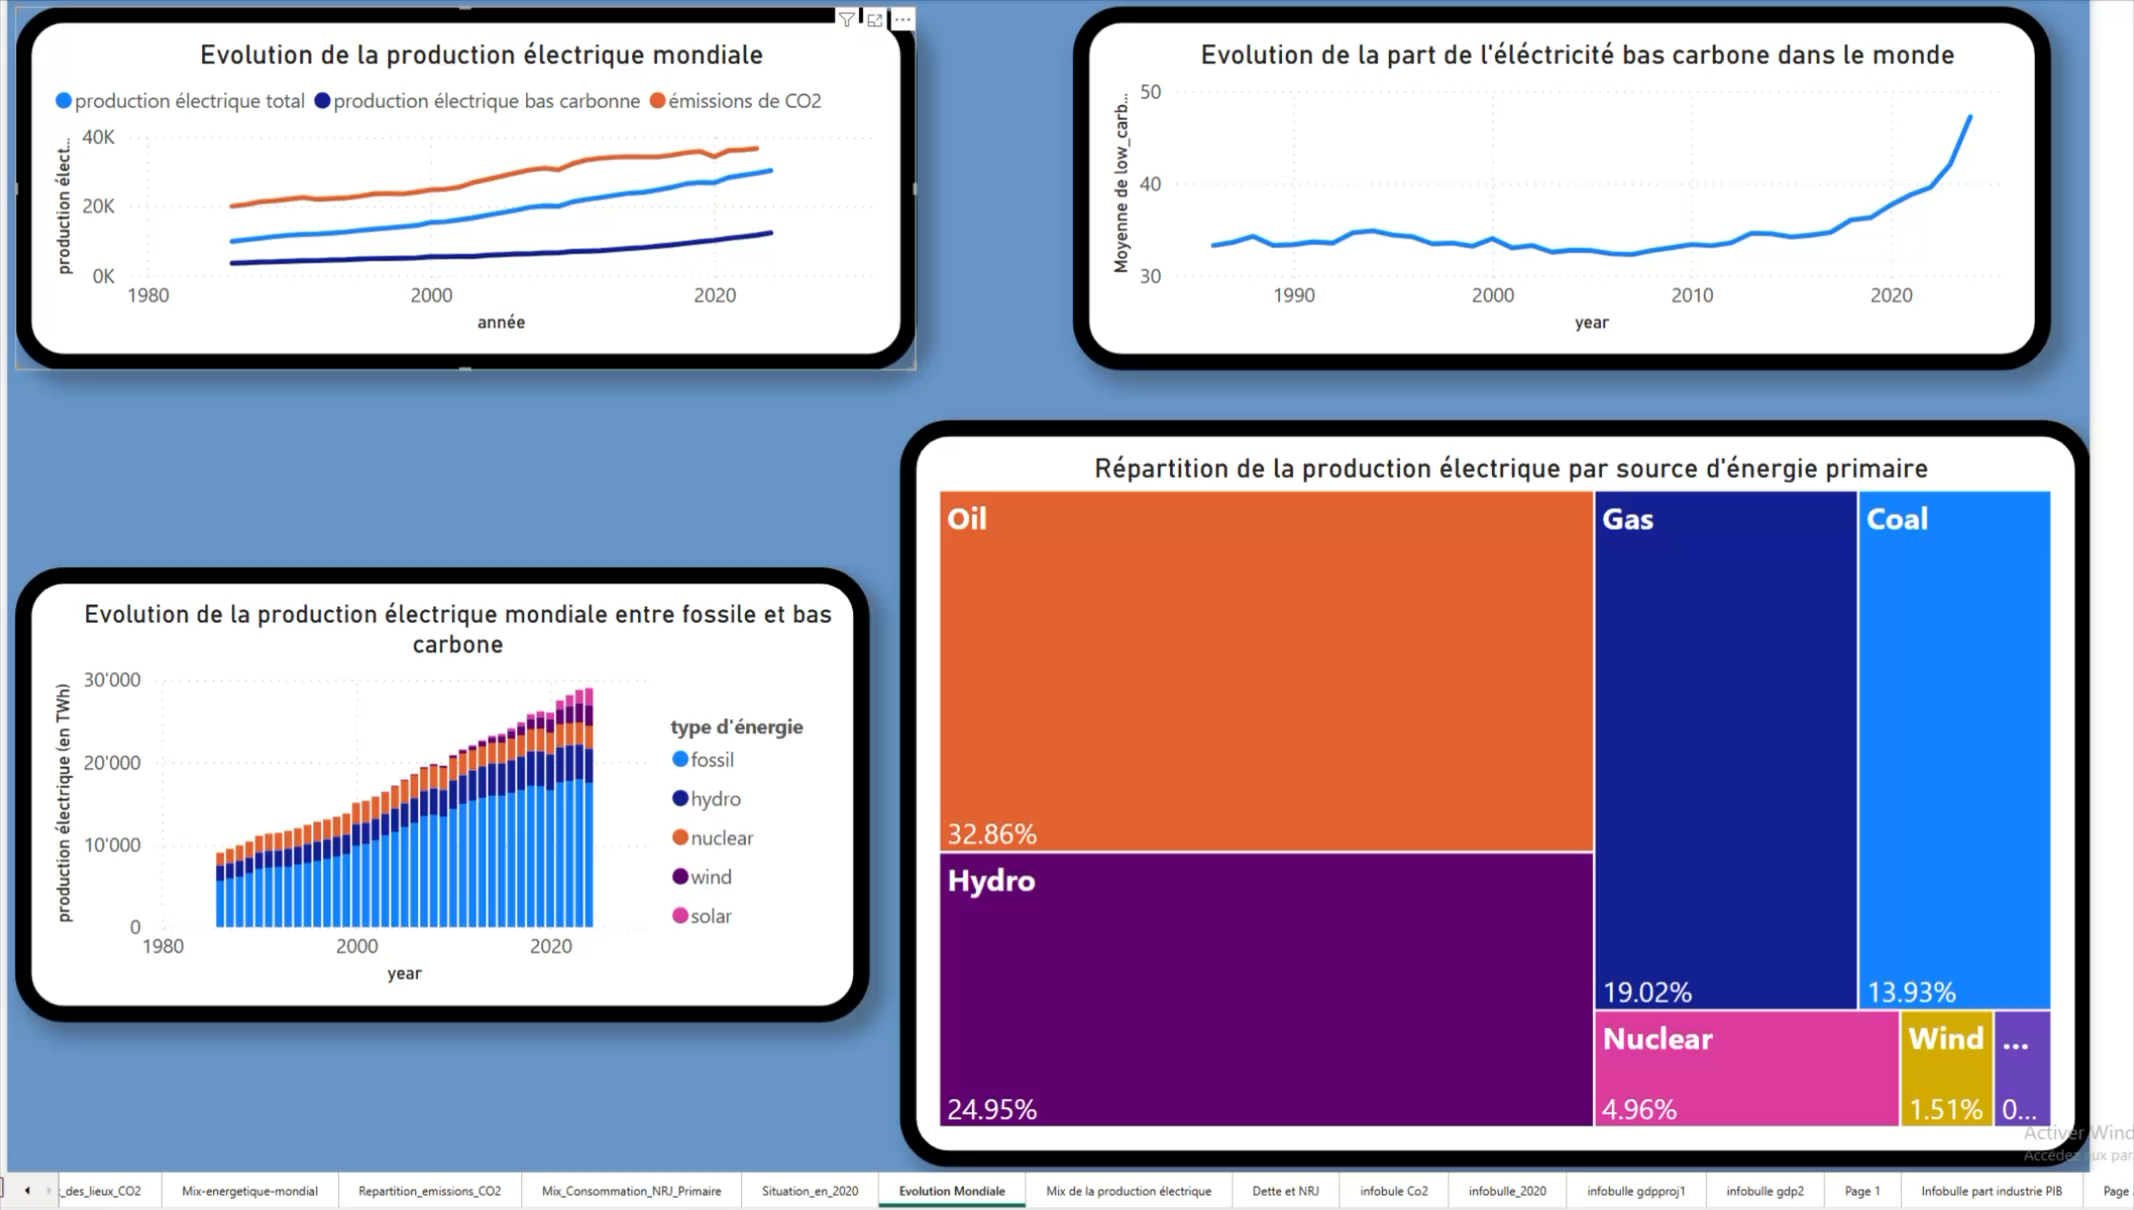 Evolution de la production électrique mondiale
production électrique total production électrique bas carbonne émissions de CO2
production élect...
40K
20K
0K
1980 2000 2020
année
Evolution de la part de l'éléctricité bas carbone dans le monde
Moyenne de low_carb...
50
40
30
1990 2000 2010 2020
year
Evolution de la production électrique mondiale entre fossile et bas
carbone
production électrique (en TWh)
30'000
20'000
10'000
0
1980 2000 2020
year
type d'énergie
fossil
hydro
nuclear
wind
solar
Répartition de la production électrique par source d'énergie primaire
Oil
32.86%
Hydro
24.95%
Gas
19.02%
Coal
13.93%
Nuclear
4.96%
Wind
1.51%
...
0...
Activer Wind
Accédez aux par
_des_lieux_CO2 Mix-energetique-mondial Repartition_emissions_CO2 Mix_Consommation_NRJ_Primaire Situation_en_2020 Evolution Mondiale Mix de la production électrique Dette et NRJ infobule Co2 infobulle_2020 infobulle gdpproj1 infobulle gdp2 Page 1 Infobulle part industrie PIB Page